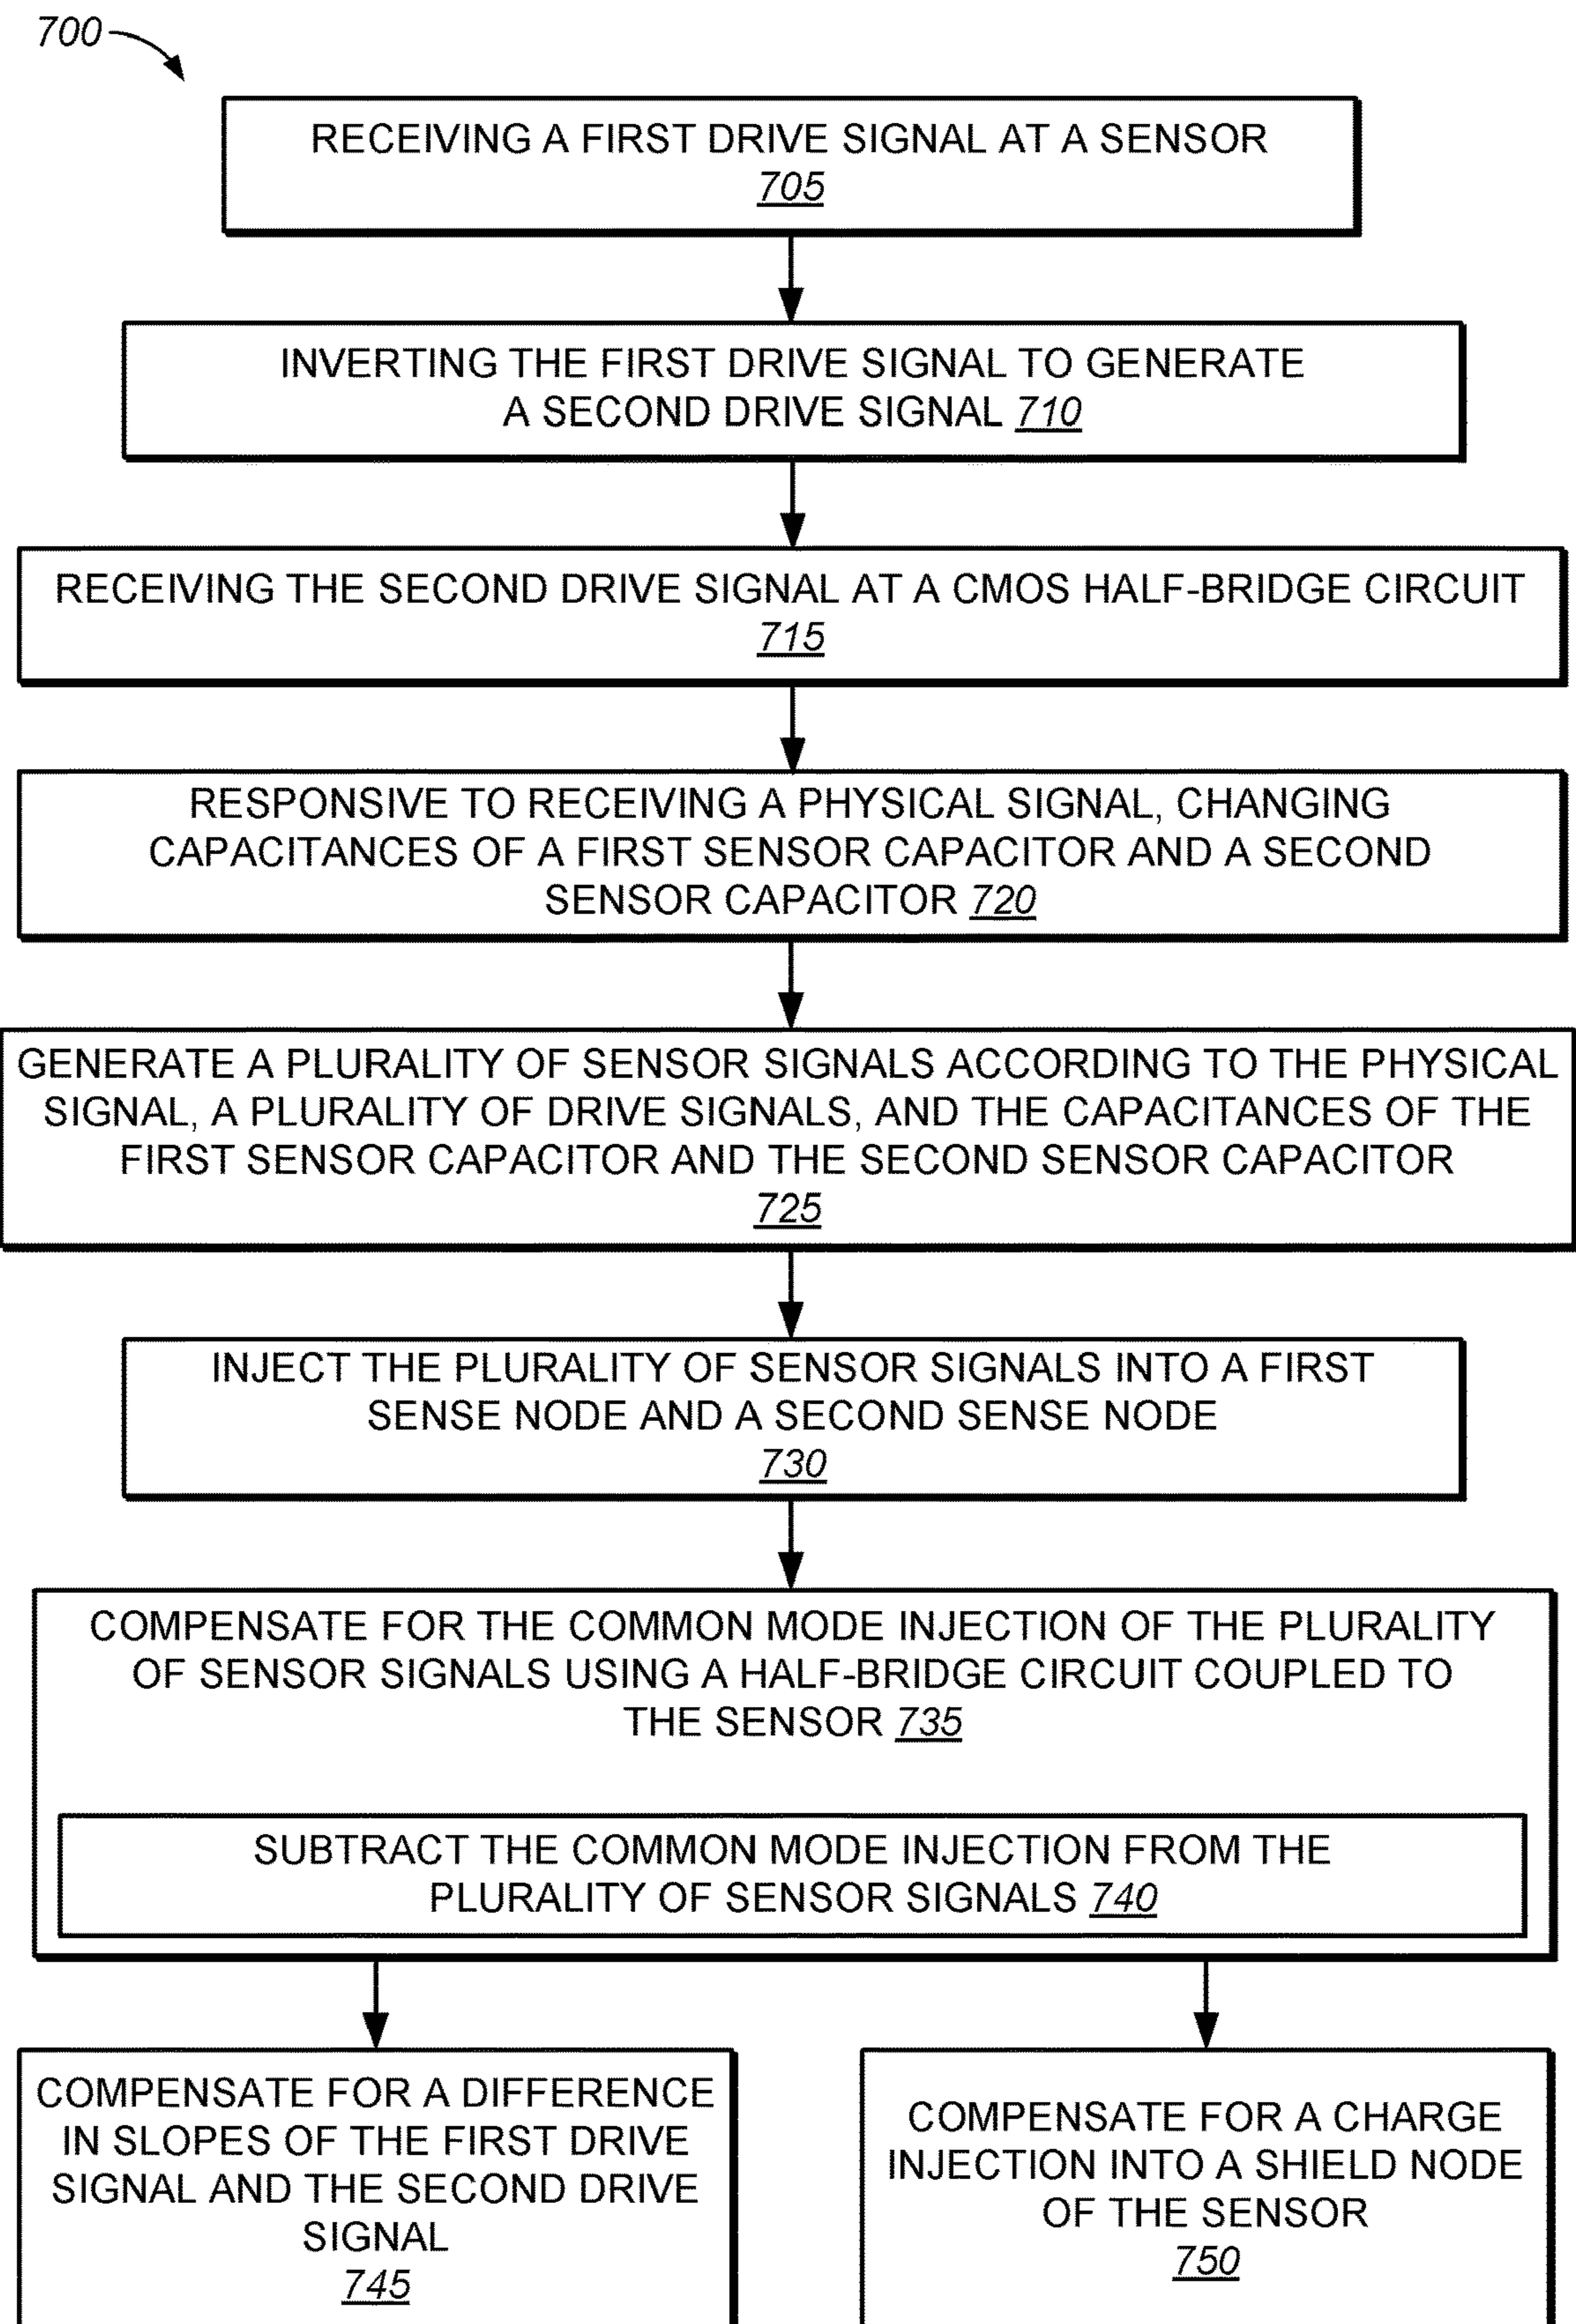 700
RECEIVING A FIRST DRIVE SIGNAL AT A SENSOR
705
INVERTING THE FIRST DRIVE SIGNAL TO GENERATE
A SECOND DRIVE SIGNAL 710
RECEIVING THE SECOND DRIVE SIGNAL AT A CMOS HALF-BRIDGE CIRCUIT
715
RESPONSIVE TO RECEIVING A PHYSICAL SIGNAL, CHANGING
CAPACITANCES OF A FIRST SENSOR CAPACITOR AND A SECOND
SENSOR CAPACITOR 720
GENERATE A PLURALITY OF SENSOR SIGNALS ACCORDING TO THE PHYSICAL
SIGNAL, A PLURALITY OF DRIVE SIGNALS, AND THE CAPACITANCES OF THE
FIRST SENSOR CAPACITOR AND THE SECOND SENSOR CAPACITOR
725
INJECT THE PLURALITY OF SENSOR SIGNALS INTO A FIRST
SENSE NODE AND A SECOND SENSE NODE
730
COMPENSATE FOR THE COMMON MODE INJECTION OF THE PLURALITY
OF SENSOR SIGNALS USING A HALF-BRIDGE CIRCUIT COUPLED TO
THE SENSOR 735
SUBTRACT THE COMMON MODE INJECTION FROM THE
PLURALITY OF SENSOR SIGNALS 740
COMPENSATE FOR A DIFFERENCE
IN SLOPES OF THE FIRST DRIVE
SIGNAL AND THE SECOND DRIVE
SIGNAL
745
COMPENSATE FOR A CHARGE
INJECTION INTO A SHIELD NODE
OF THE SENSOR
750